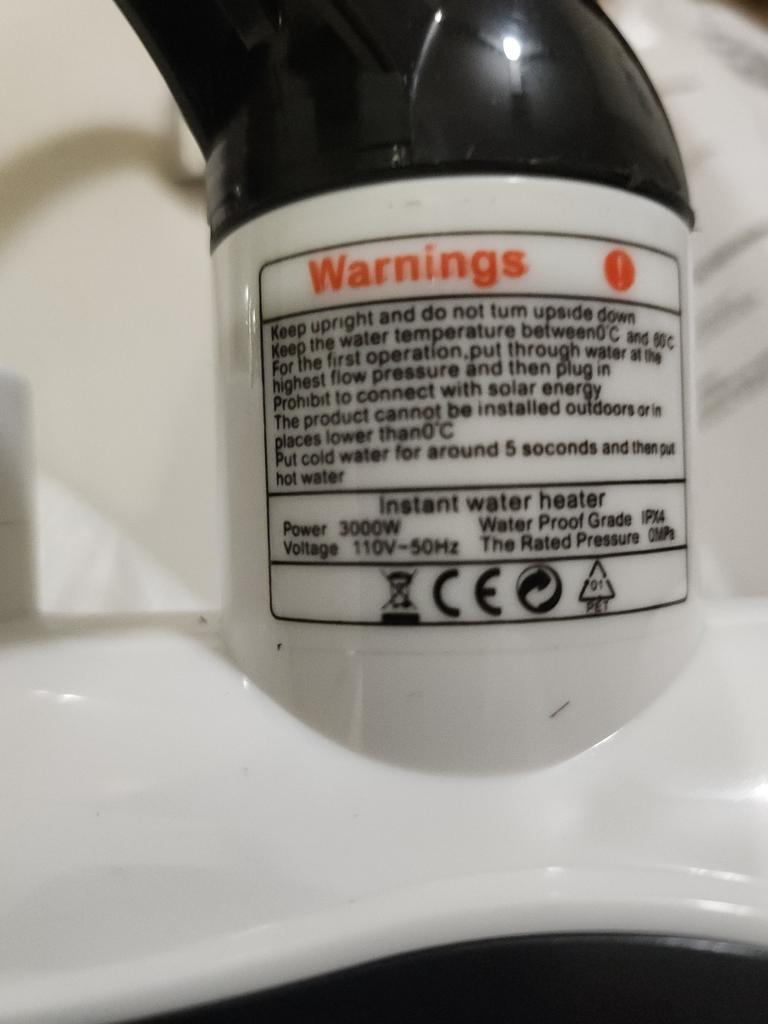 Warnings !
Keep upright and do not tum upside down
Keep the water temperature between0°C and 60°C
For the first operation,put through water at the
highest flow pressure and then plug in
Prohibit to connect with solar energy
The product cannot be installed outdoors or in
places lower than0°C
Put cold water for around 5 soconds and then put
hot water
Instant water heater
Power 3000W Water Proof Grade IPX4
Voltage 110V~50Hz The Rated Pressure 0MPa
CE 01
PET